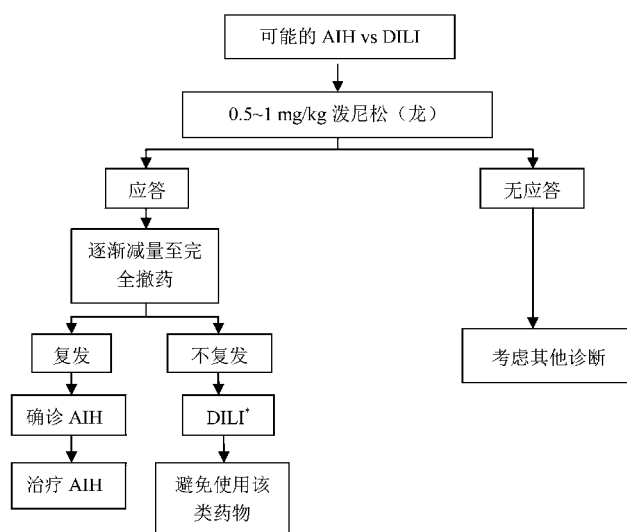 可能的 AIH vs DILI
0.5~1 mg/kg 泼尼松（龙）
应答
无应答
逐渐减量至完
全撤药
复发
不复发
考虑其他诊断
确诊 AIH
DILI*
治疗 AIH
避免使用该
类药物